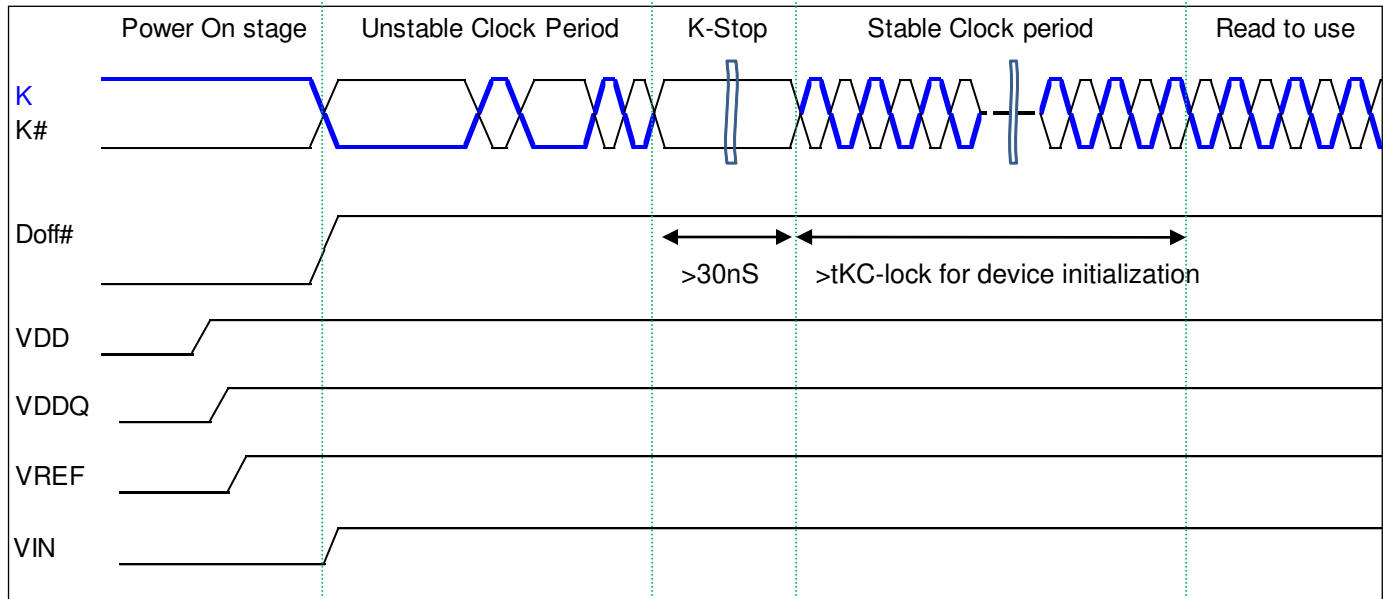 Power On stage Unstable Clock Period K-Stop Stable Clock period Read to use
K
K#
Doff#
>30nS >tKC-lock for device initialization
VDD
VDDQ
VREF
VIN